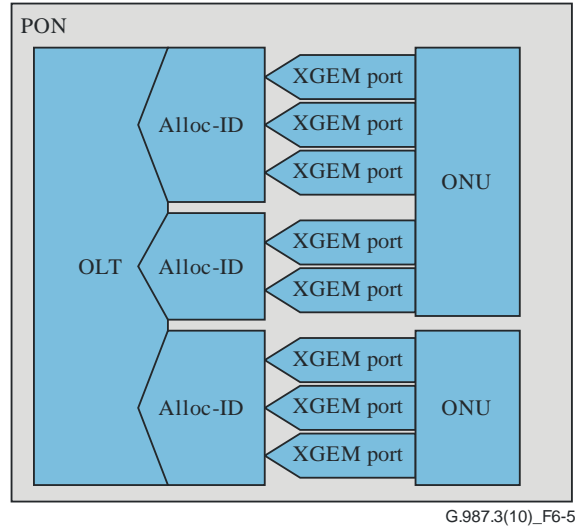 PON
XGEM port
Alloc-ID
XGEM port
XGEM port
ONU
XGEM port
OLT
Alloc-ID
XGEM port
XGEM port
Alloc-ID
XGEM port
ONU
XGEM port
G.987.3(10)_F6-5